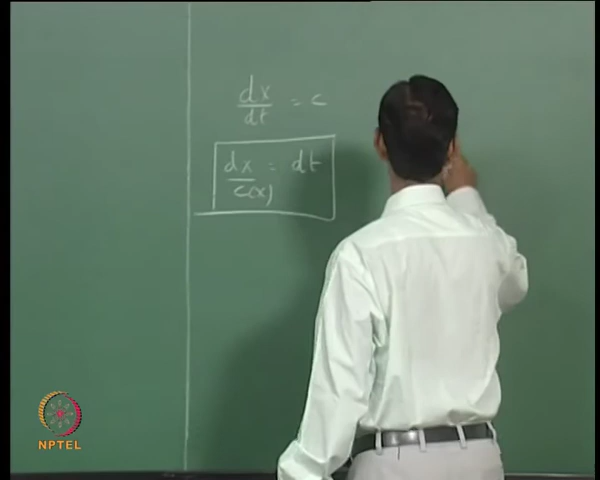 dx/dt = c
dx/c(x) = dt
NPTEL